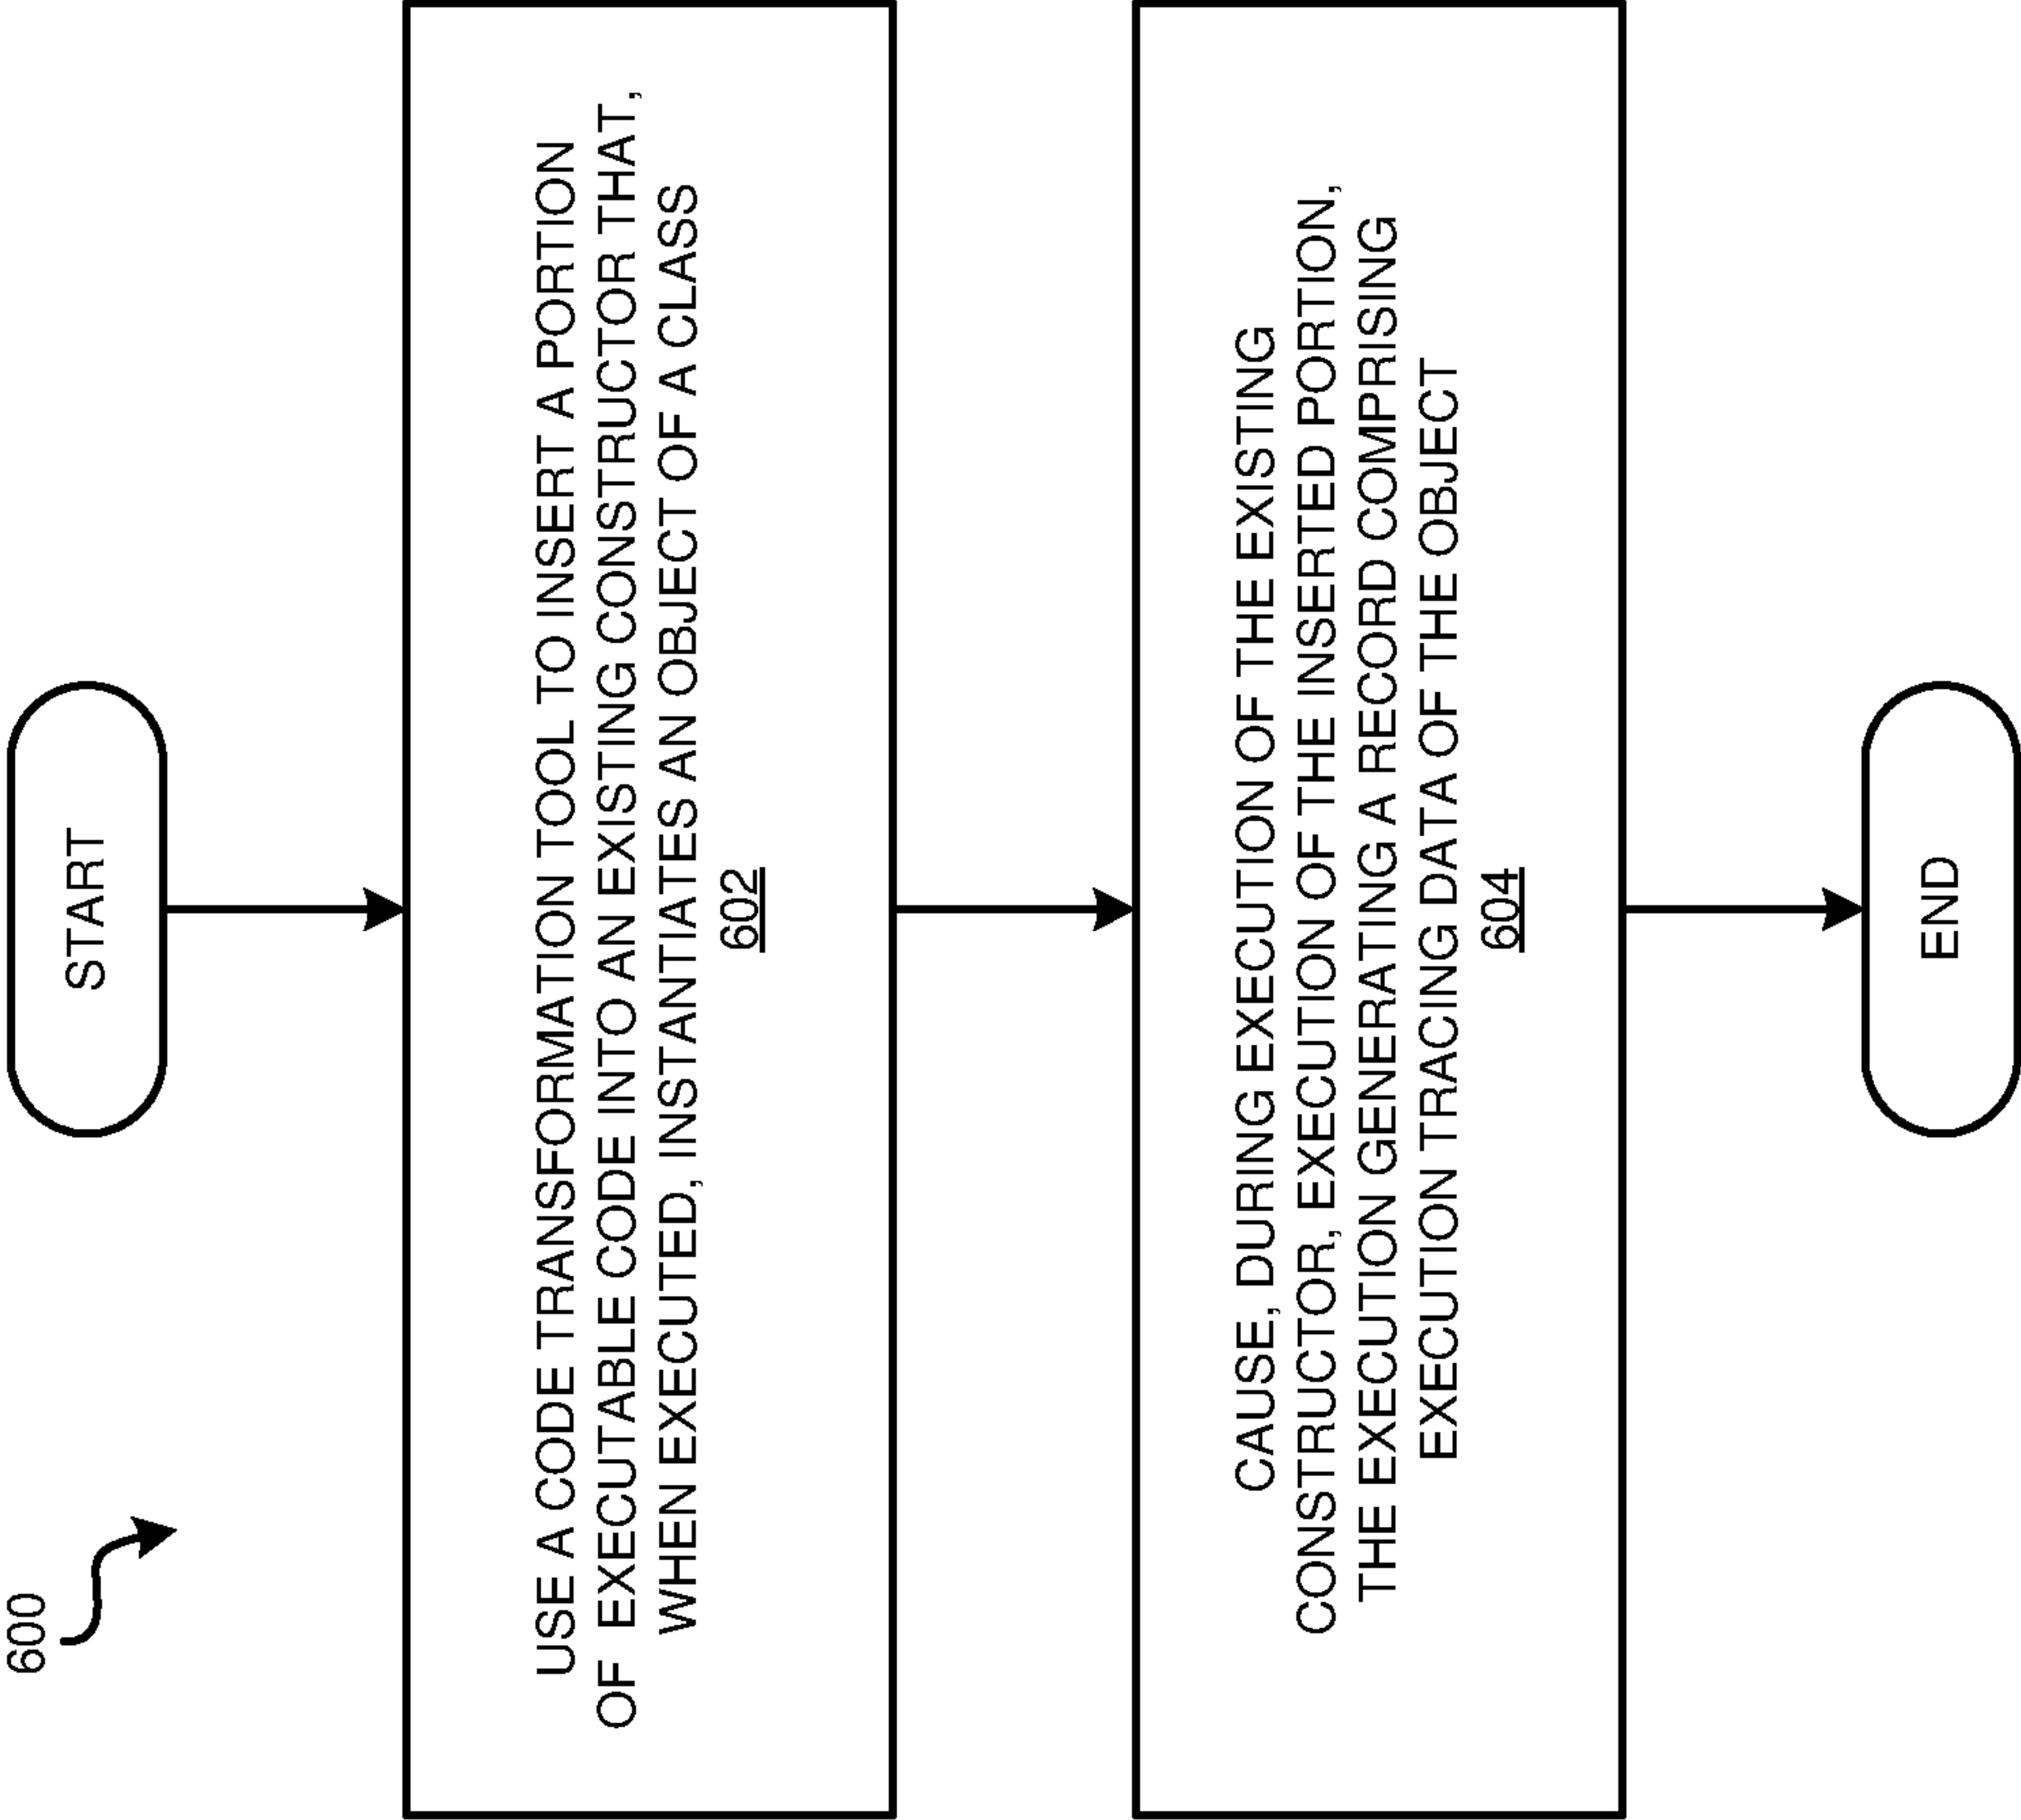 600
START
USE A CODE TRANSFORMATION TOOL TO INSERT A PORTION
OF EXECUTABLE CODE INTO AN EXISTING CONSTRUCTOR THAT,
WHEN EXECUTED, INSTANTIATES AN OBJECT OF A CLASS
602
CAUSE, DURING EXECUTION OF THE EXISTING
CONSTRUCTOR, EXECUTION OF THE INSERTED PORTION,
THE EXECUTION GENERATING A RECORD COMPRISING
EXECUTION TRACING DATA OF THE OBJECT
604
END